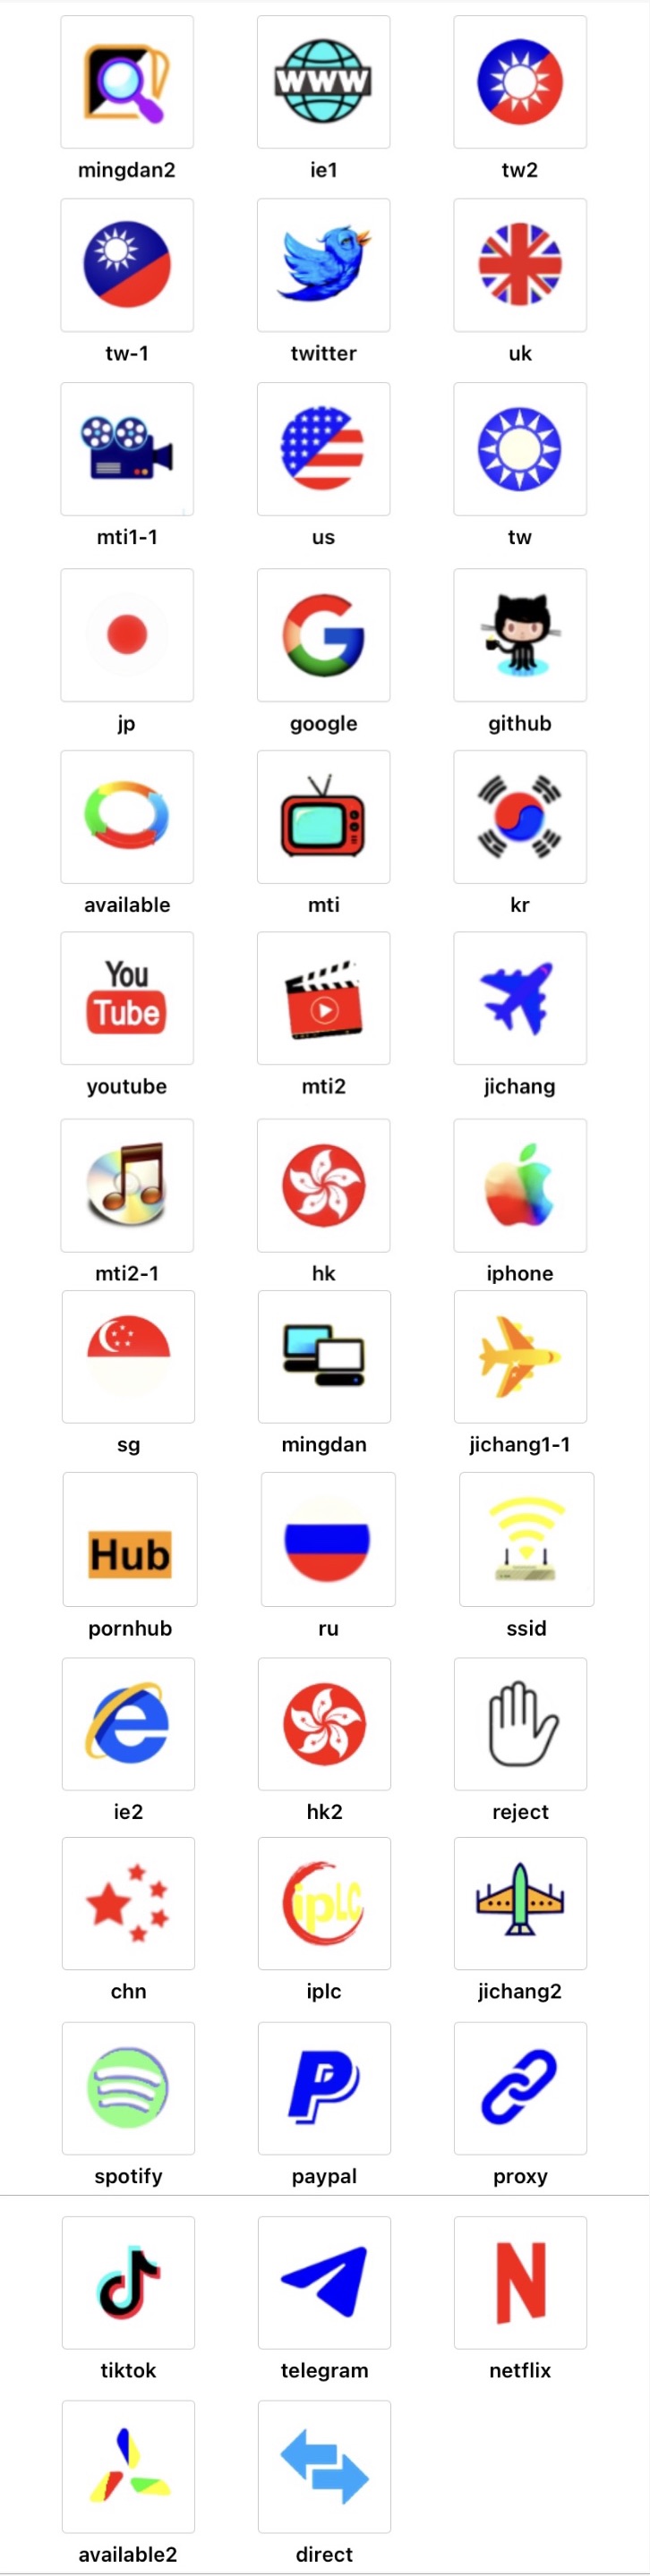 WWW
mingdan2 ie1 tw2
tw-1 twitter uk
mti1-1 us tw
jp google github
available mti kr
You
Tube
youtube mti2 jichang
mti2-1 hk iphone
sg mingdan jichang1-1
Hub
pornhub ru ssid
ie2 hk2 reject
ipLC
chn iplc jichang2
spotify paypal proxy
N
tiktok telegram netflix
available2 direct